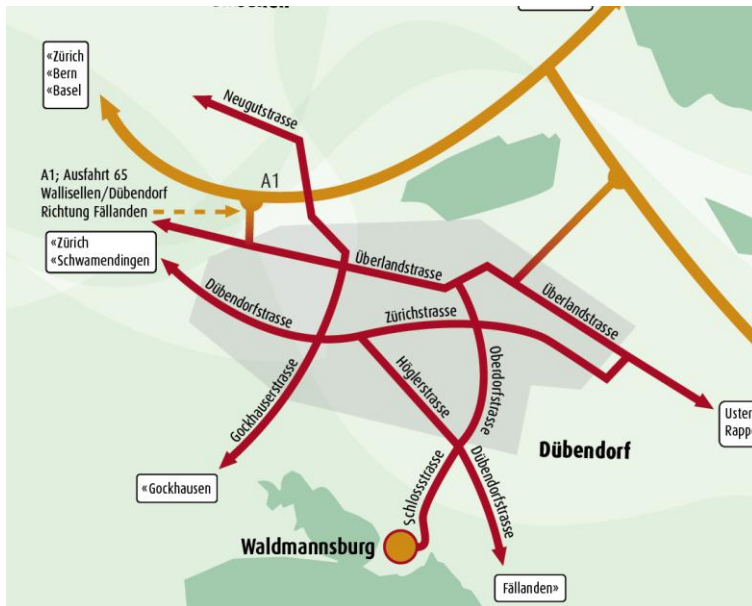 «Zürich
«Bern
«Basel
Neugutstrasse
A1; Ausfahrt 65
Wallisellen/Dübendorf
Richtung Fällanden
A1
«Zürich
«Schwamendingen
Überlandstrasse
Überlandstrasse
Dübendorfstrasse
Zürichstrasse
Oberdorfstrasse
Höglerstrasse
Gockhauserstrasse
Uster
Dübendorf
«Gockhausen
Schlossstrasse
Dübendorfstrasse
Waldmannsburg
Fällanden»